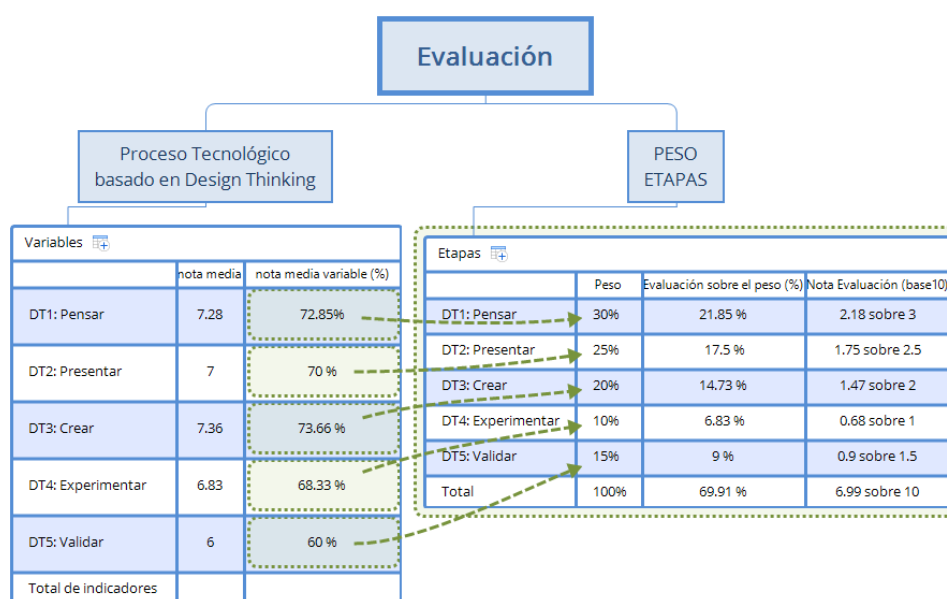 Evaluación
Proceso Tecnológico
basado en Design Thinking
PESO
ETAPAS
Variables
nota media nota media variable (%)
DT1: Pensar 7.28 72.85%
DT2: Presentar 7 70 %
DT3: Crear 7.36 73.66 %
DT4: Experimentar 6.83 68.33 %
DT5: Validar 6 60 %
Total de indicadores
Etapas
Peso Evaluación sobre el peso (%) Nota Evaluación (base10)
DT1: Pensar 30% 21.85 % 2.18 sobre 3
DT2: Presentar 25% 17.5 % 1.75 sobre 2.5
DT3: Crear 20% 14.73 % 1.47 sobre 2
DT4: Experimentar 10% 6.83 % 0.68 sobre 1
DT5: Validar 15% 9 % 0.9 sobre 1.5
Total 100% 69.91 % 6.99 sobre 10